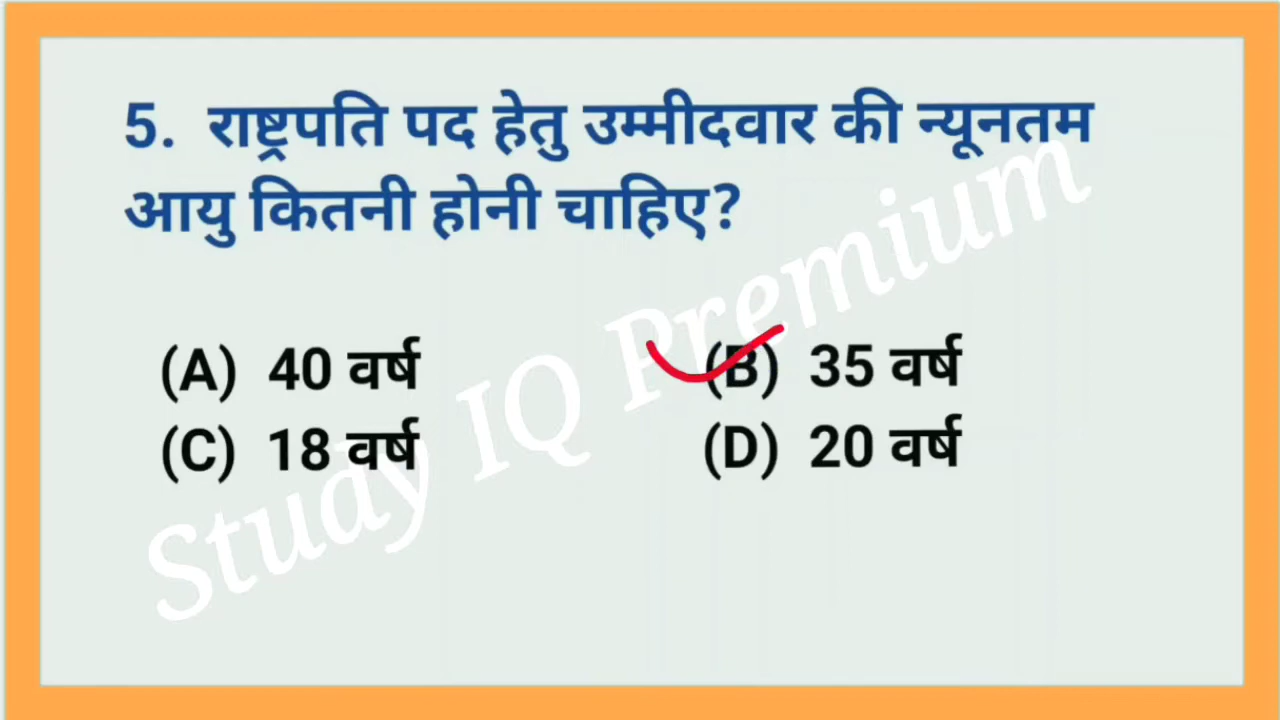 5. राष्ट्रपति पद हेतु उम्मीदवार की न्यूनतम
आयु कितनी होनी चाहिए?
(A) 40 वर्ष (B) 35 वर्ष
(C) 18 वर्ष (D) 20 वर्ष
Study IQ Premium